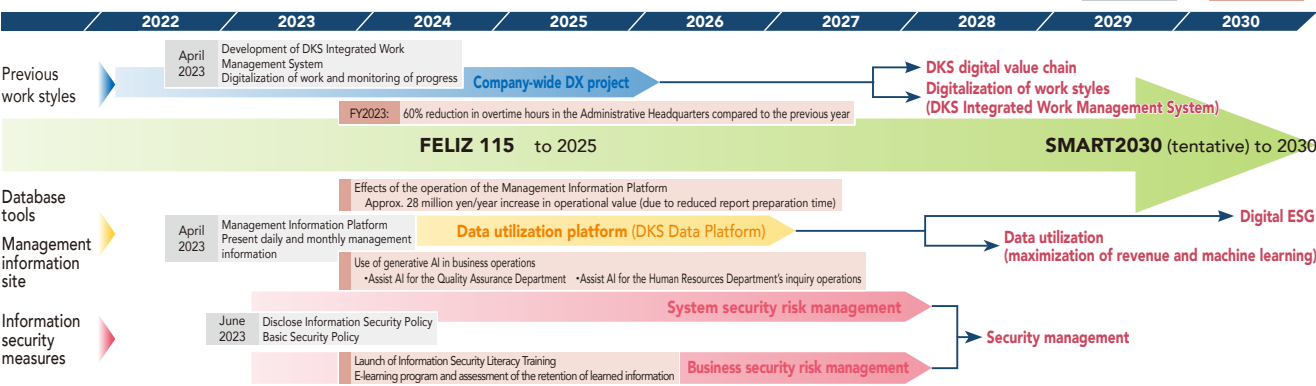 2022 2023 2024 2025 2026 2027 2028 2029 2030
Previous
work styles
April
2023
Development of DKS Integrated Work
Management System
Digitalization of work and monitoring of progress
Company-wide DX project
DKS digital value chain
Digitalization of work styles
(DKS Integrated Work Management System)
FY2023: 60% reduction in overtime hours in the Administrative Headquarters compared to the previous year
FELIZ 115 to 2025
SMART2030 (tentative) to 2030
Database
tools
Management
information
site
Effects of the operation of the Management Information Platform
Approx. 28 million yen/year increase in operational value (due to reduced report preparation time)
April
2023
Management Information Platform
Present daily and monthly management
information
Data utilization platform (DKS Data Platform)
Digital ESG
Data utilization
(maximization of revenue and machine learning)
Use of generative AI in business operations
•Assist AI for the Quality Assurance Department •Assist AI for the Human Resources Department's inquiry operations
Information
security
measures
System security risk management
June
2023
Disclose Information Security Policy
Basic Security Policy
Security management
Launch of Information Security Literacy Training
E-learning program and assessment of the retention of learned information
Business security risk management